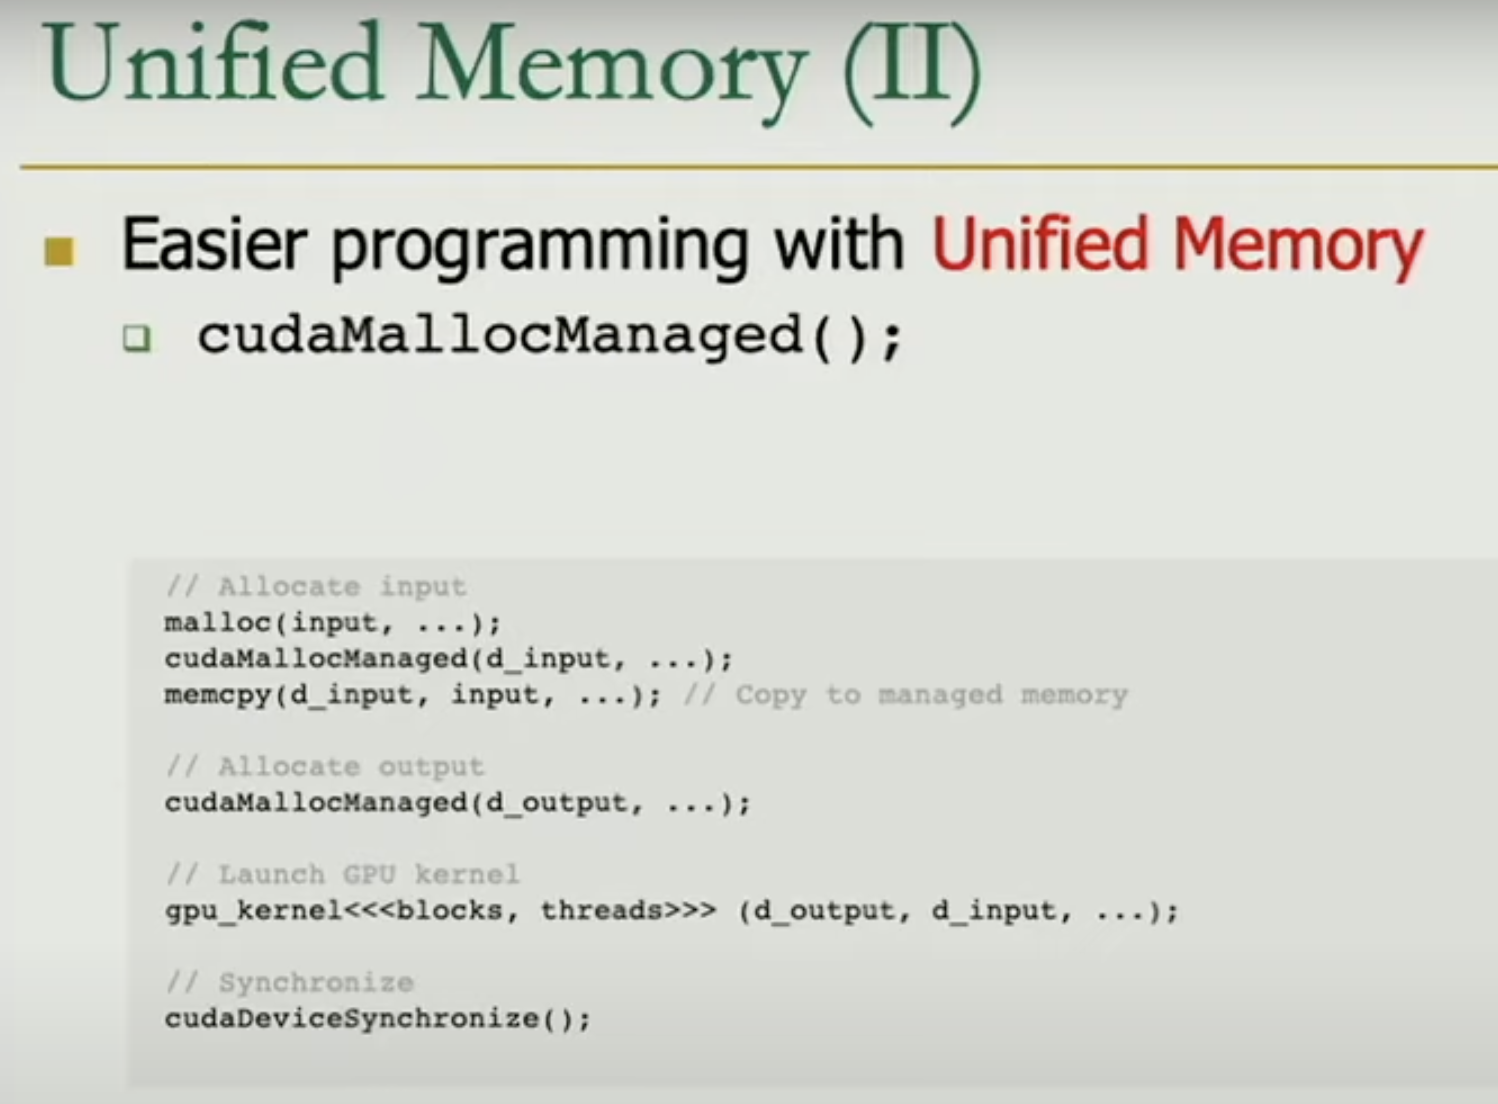 Unified Memory (II)
Easier programming with Unified Memory
cudaMallocManaged();
// Allocate input
malloc(input, ...);
cudaMallocManaged(d_input, ...);
memcpy(d_input, input, ...); // Copy to managed memory
// Allocate output
cudaMallocManaged(d_output, ...);
// Launch GPU kernel
gpu_kernel<<<blocks, threads>>> (d_output, d_input, ...);
// Synchronize
cudaDeviceSynchronize();